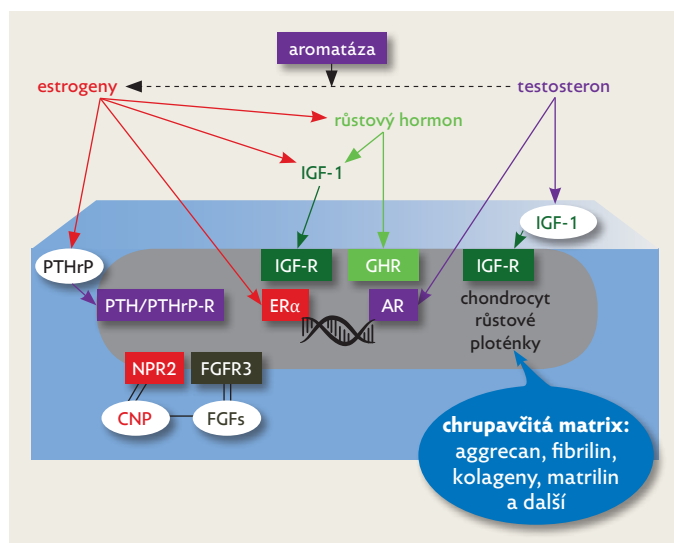 aromatáza
estrogeny
testosteron
růstový hormon
IGF-1
IGF-1
PTHrP
IGF-R
GHR
IGF-R
PTH/PTHrP-R
ERα
AR
chondrocyt
růstové
ploténky
NPR2
FGFR3
CNP
FGFs
chrupavčitá matrix:
aggrecan, fibrilin,
kolageny, matrilin
a další